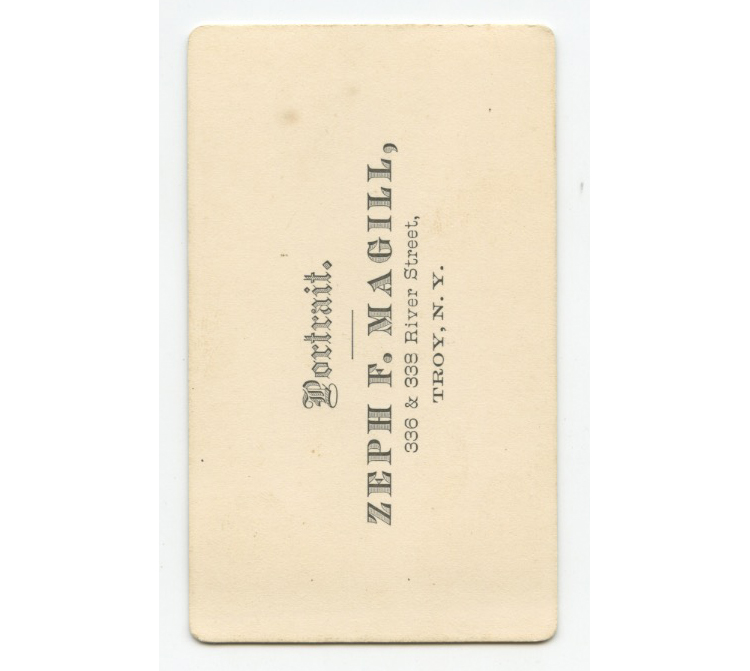 Portrait.
ZEPH F. MAGILL,
336 & 338 River Street,
TROY, N. Y.